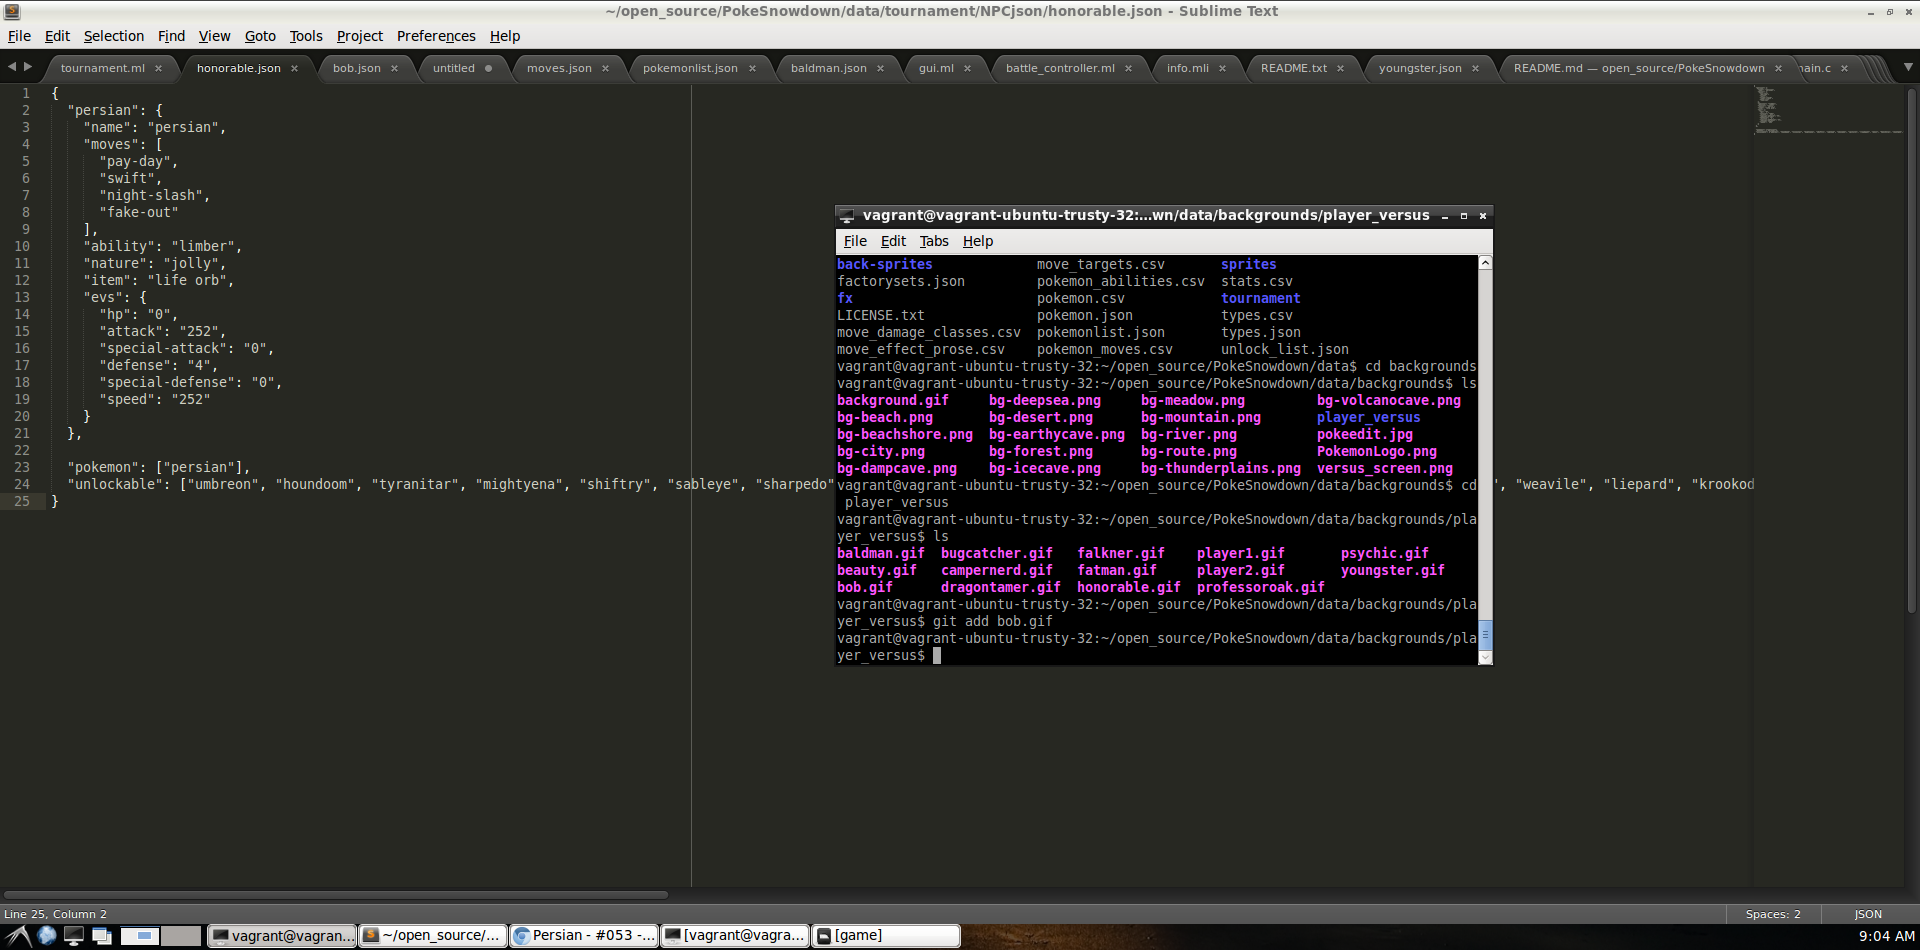 ~/open_source/PokeSnowdown/data/tournament/NPCjson/honorable.json - Sublime Text
File Edit Selection Find View Goto Tools Project Preferences Help
tournament.ml honorable.json bob.json untitled moves.json pokemonlist.json baldman.json gui.ml battle_controller.ml info.mli README.txt youngster.json README.md — open_source/PokeSnowdown main.c
1 {
2 "persian": {
3 "name": "persian",
4 "moves": [
5 "pay-day",
6 "swift",
7 "night-slash",
8 "fake-out"
9 ],
10 "ability": "limber",
11 "nature": "jolly",
12 "item": "life orb",
13 "evs": {
14 "hp": "0",
15 "attack": "252",
16 "special-attack": "0",
17 "defense": "4",
18 "special-defense": "0",
19 "speed": "252"
20 }
21 },
22
23 "pokemon": ["persian"],
24 "unlockable": ["umbreon", "houndoom", "tyranitar", "mightyena", "shiftry", "sableye", "sharpedo" ", "weavile", "liepard", "krookod
25 }
vagrant@vagrant-ubuntu-trusty-32:...wn/data/backgrounds/player_versus
File Edit Tabs Help
back-sprites move_targets.csv sprites
factorysets.json pokemon_abilities.csv stats.csv
fx pokemon.csv tournament
LICENSE.txt pokemon.json types.csv
move_damage_classes.csv pokemonlist.json types.json
move_effect_prose.csv pokemon_moves.csv unlock_list.json
vagrant@vagrant-ubuntu-trusty-32:~/open_source/PokeSnowdown/data$ cd backgrounds
vagrant@vagrant-ubuntu-trusty-32:~/open_source/PokeSnowdown/data/backgrounds$ ls
background.gif bg-deepsea.png bg-meadow.png bg-volcanocave.png
bg-beach.png bg-desert.png bg-mountain.png player_versus
bg-beachshore.png bg-earthycave.png bg-river.png pokeedit.jpg
bg-city.png bg-forest.png bg-route.png PokemonLogo.png
bg-dampcave.png bg-icecave.png bg-thunderplains.png versus_screen.png
vagrant@vagrant-ubuntu-trusty-32:~/open_source/PokeSnowdown/data/backgrounds$ cd
player_versus
vagrant@vagrant-ubuntu-trusty-32:~/open_source/PokeSnowdown/data/backgrounds/pla
yer_versus$ ls
baldman.gif bugcatcher.gif falkner.gif player1.gif psychic.gif
beauty.gif campernerd.gif fatman.gif player2.gif youngster.gif
bob.gif dragontamer.gif honorable.gif professoroak.gif
vagrant@vagrant-ubuntu-trusty-32:~/open_source/PokeSnowdown/data/backgrounds/pla
yer_versus$ git add bob.gif
vagrant@vagrant-ubuntu-trusty-32:~/open_source/PokeSnowdown/data/backgrounds/pla
yer_versus$
Line 25, Column 2 Spaces: 2 JSON
vagrant@vagran... ~/open_source/... Persian - #053 -... [vagrant@vagra... [game] 9:04 AM